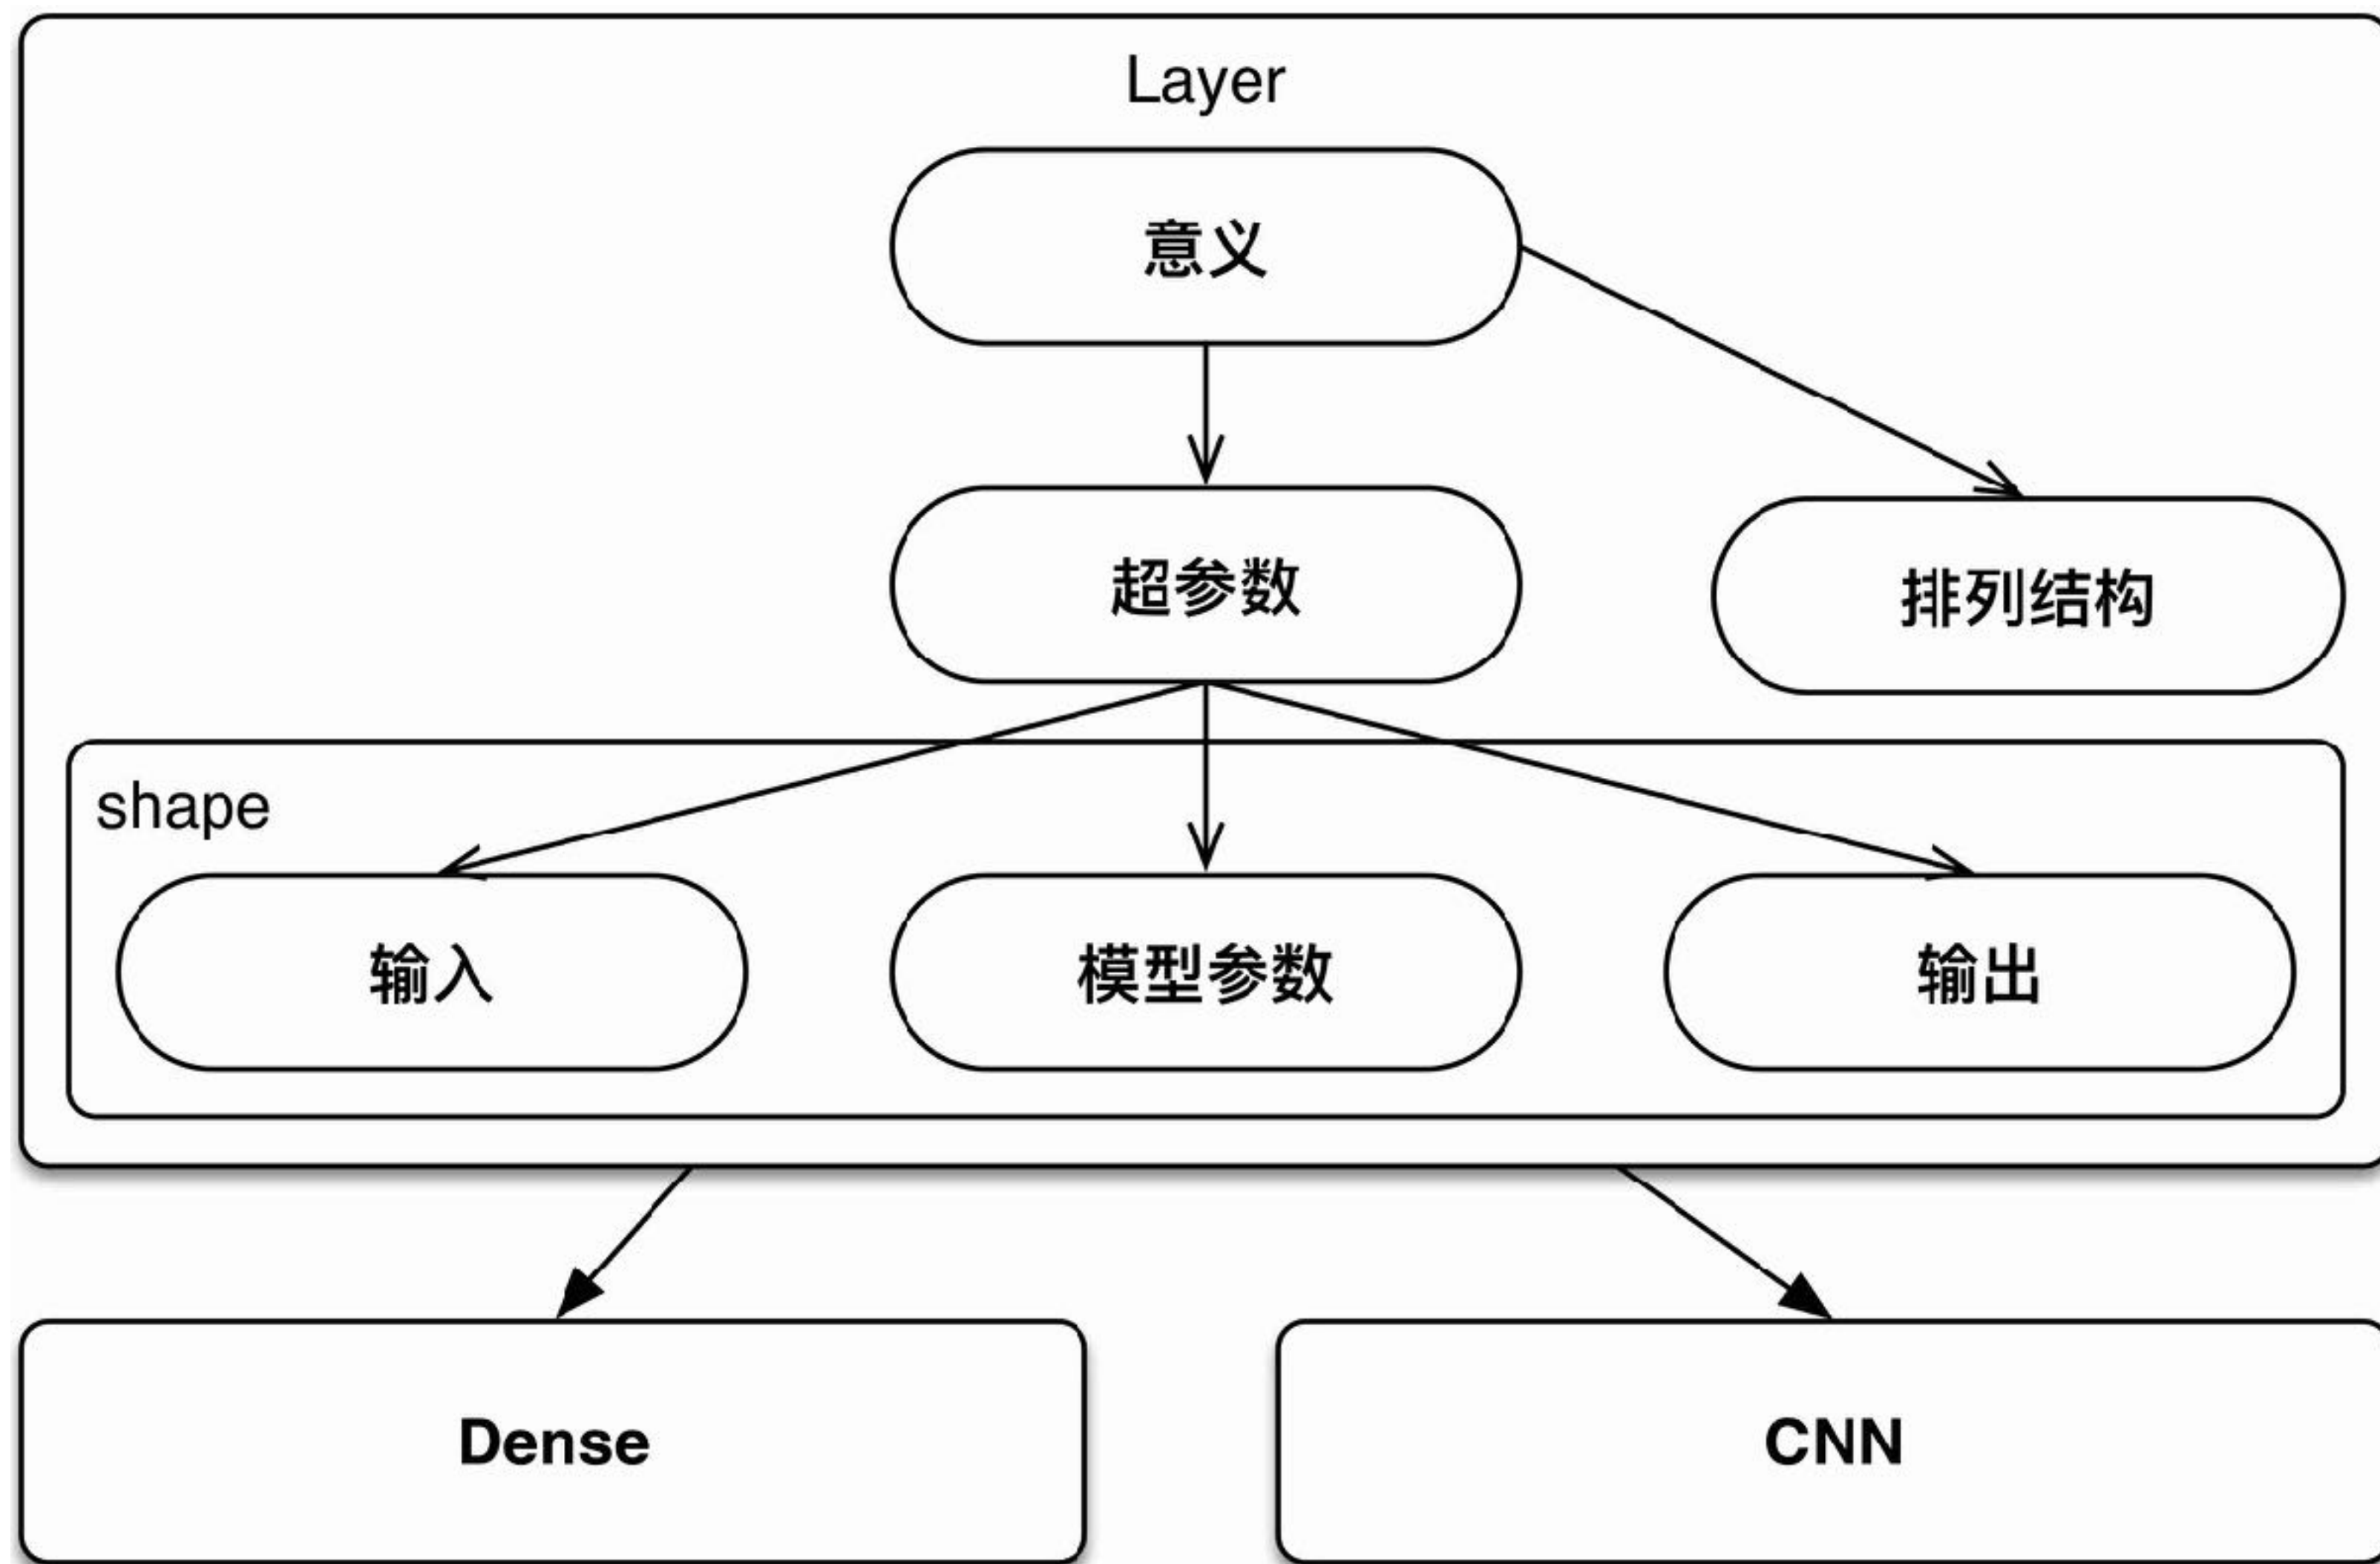 Layer
意义
超参数
排列结构
shape
输入
模型参数
输出
Dense
CNN